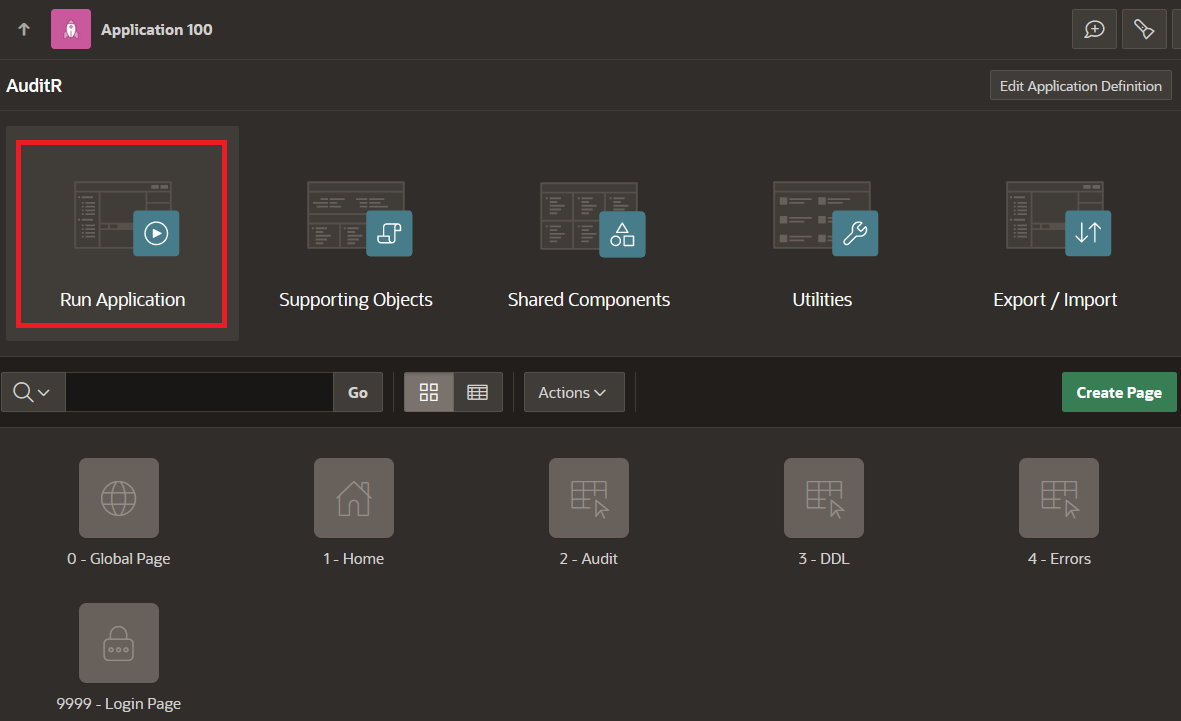 Application 100
AuditR
Edit Application Definition
Run Application
Supporting Objects
Shared Components
Utilities
Export / Import
Go
Actions
Create Page
0 - Global Page
1 - Home
2 - Audit
3 - DDL
4 - Errors
9999 - Login Page